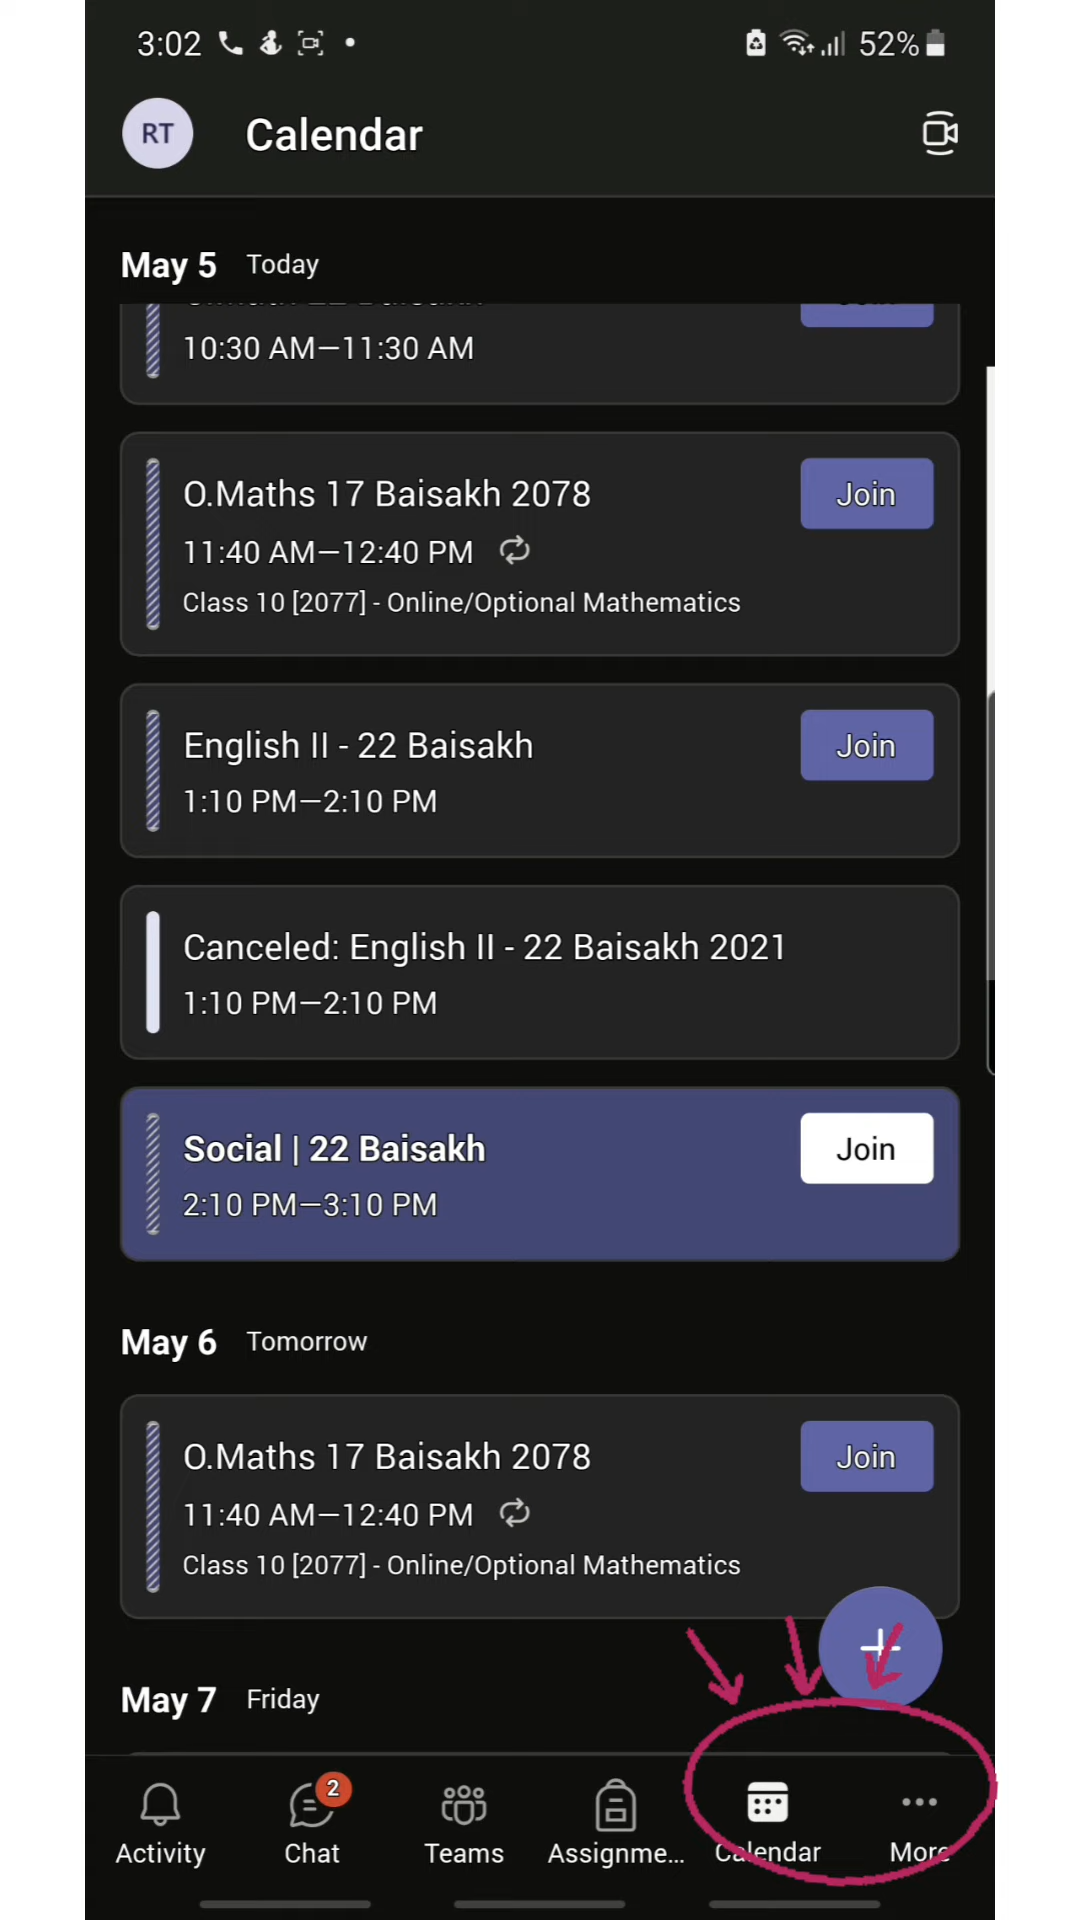 3:02
52%
RT
Calendar
May 5 Today
10:30 AM—11:30 AM
O.Maths 17 Baisakh 2078
Join
11:40 AM—12:40 PM
Class 10 [2077] - Online/Optional Mathematics
English II - 22 Baisakh
Join
1:10 PM—2:10 PM
Canceled: English II - 22 Baisakh 2021
1:10 PM—2:10 PM
Social | 22 Baisakh
Join
2:10 PM—3:10 PM
May 6 Tomorrow
O.Maths 17 Baisakh 2078
Join
11:40 AM—12:40 PM
Class 10 [2077] - Online/Optional Mathematics
May 7 Friday
2
Activity Chat Teams Assignme... Calendar More